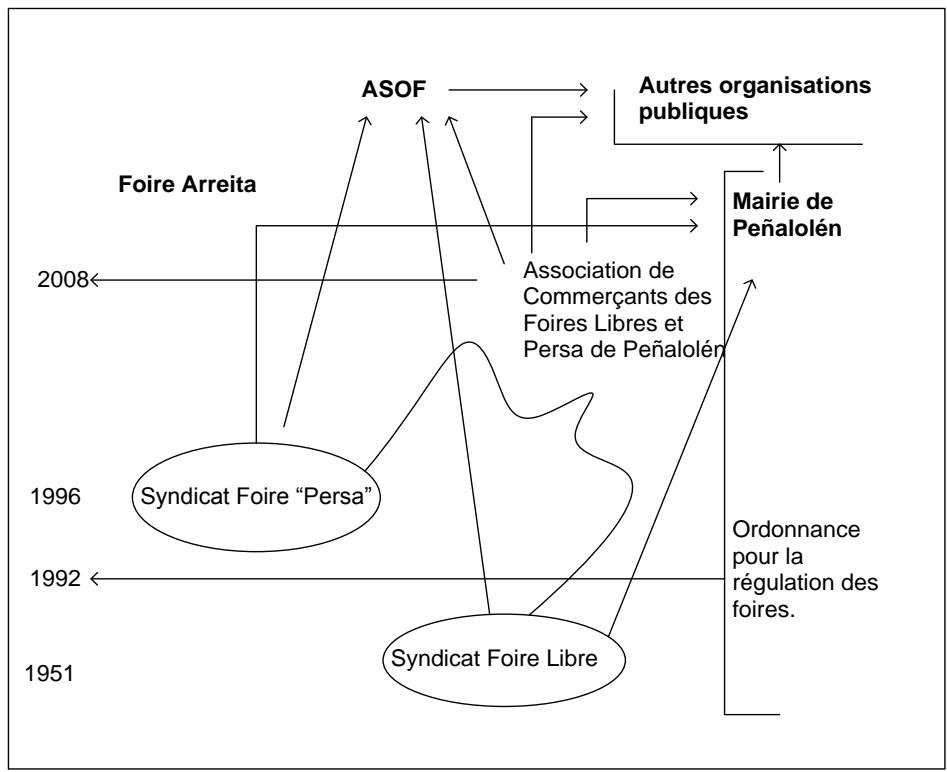 ASOF
Autres organisations
publiques
Foire Arreita
Mairie de
Peñalolén
2008
Association de
Commerçants des
Foires Libres et
Persa de Peñalolén
1996
Syndicat Foire “Persa”
Ordonnance
pour la
régulation des
foires.
1992
Syndicat Foire Libre
1951